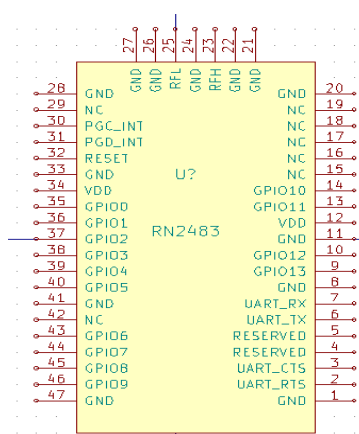 27 26 25 24 23 22 21
GND GND RFL GND RFH GND GND
28 GND GND 20
29 NC NC 19
30 PGC_INT NC 18
31 PGD_INT NC 17
32 RESET NC 16
33 GND U? NC 15
34 VDD GPIO10 14
35 GPIO0 GPIO11 13
36 GPIO1 VDD 12
RN2483
37 GPIO2 GND 11
38 GPIO3 GPIO12 10
39 GPIO4 GPIO13 9
40 GPIO5 GND 8
41 GND UART_RX 7
42 NC UART_TX 6
43 GPIO6 RESERVED 5
44 GPIO7 RESERVED 4
45 GPIO8 UART_CTS 3
46 GPIO9 UART_RTS 2
47 GND GND 1